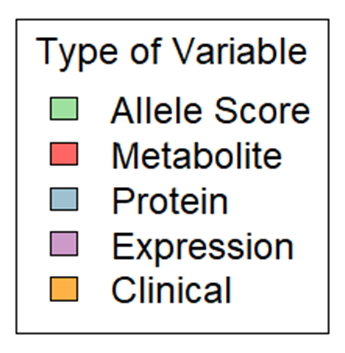 Type of Variable
Allele Score
Metabolite
Protein
Expression
Clinical